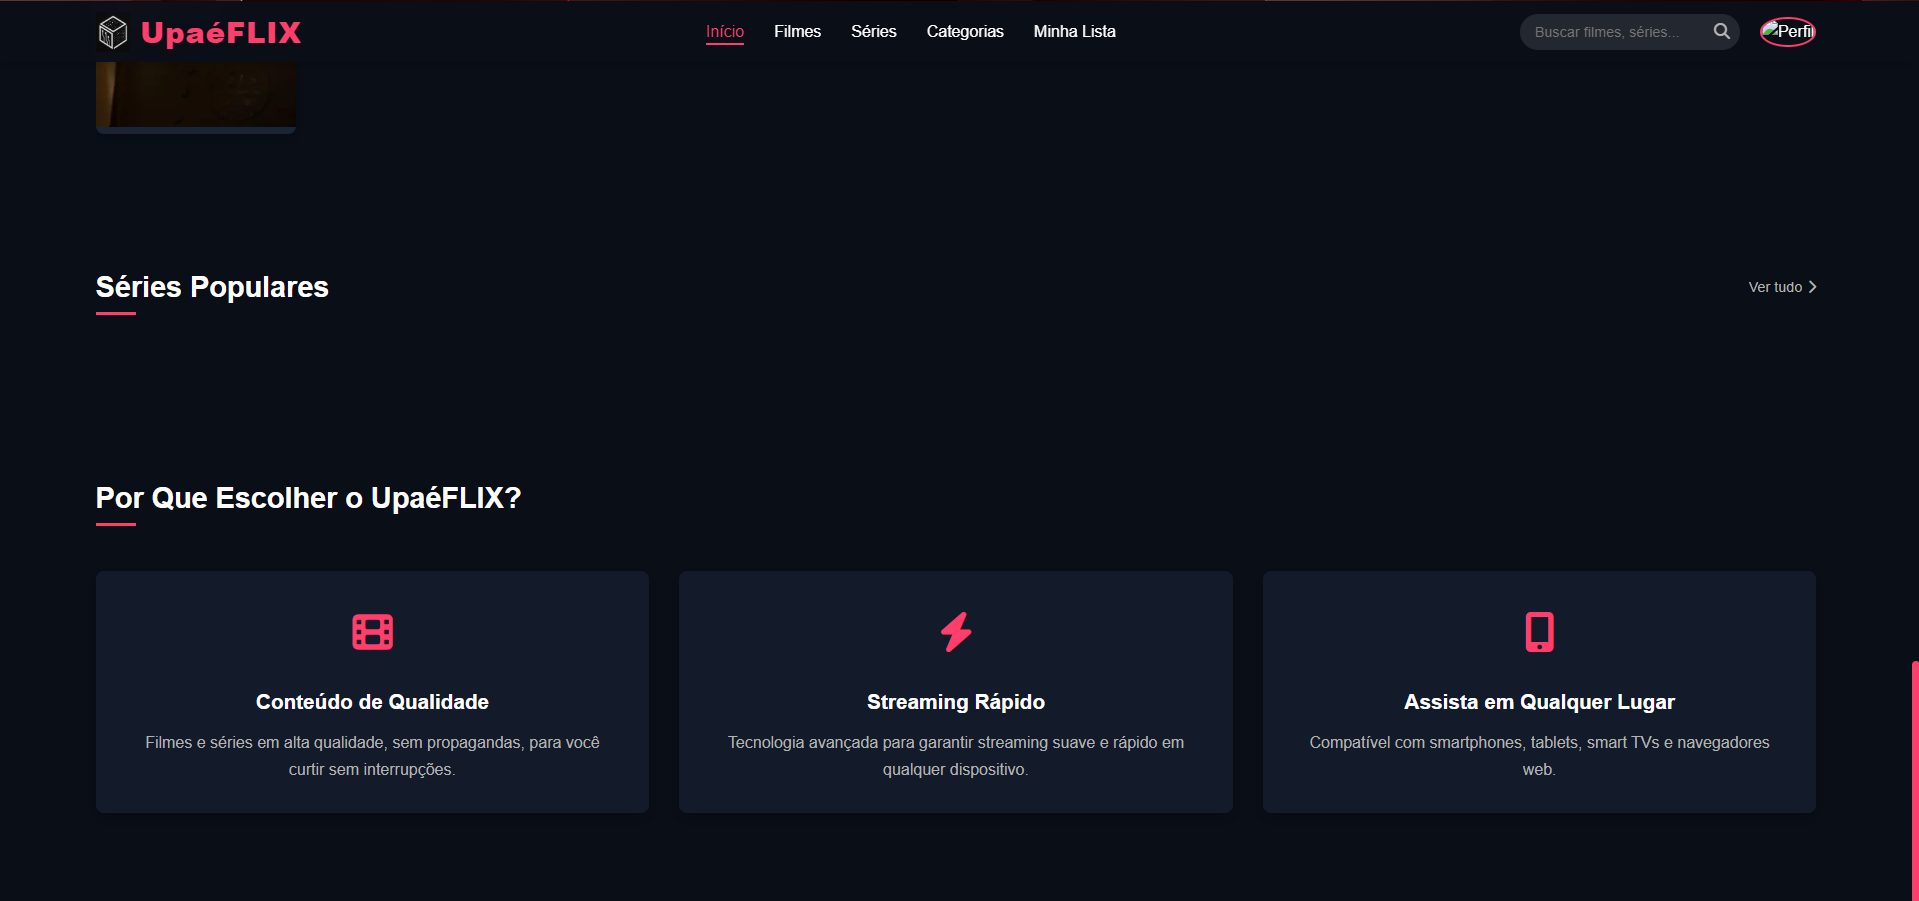 UpaéFLIX
Início
Filmes
Séries
Categorias
Minha Lista
Buscar filmes, séries...
Perfil
Séries Populares
Ver tudo
Por Que Escolher o UpaéFLIX?
Conteúdo de Qualidade
Filmes e séries em alta qualidade, sem propagandas, para você
curtir sem interrupções.
Streaming Rápido
Tecnologia avançada para garantir streaming suave e rápido em
qualquer dispositivo.
Assista em Qualquer Lugar
Compatível com smartphones, tablets, smart TVs e navegadores
web.